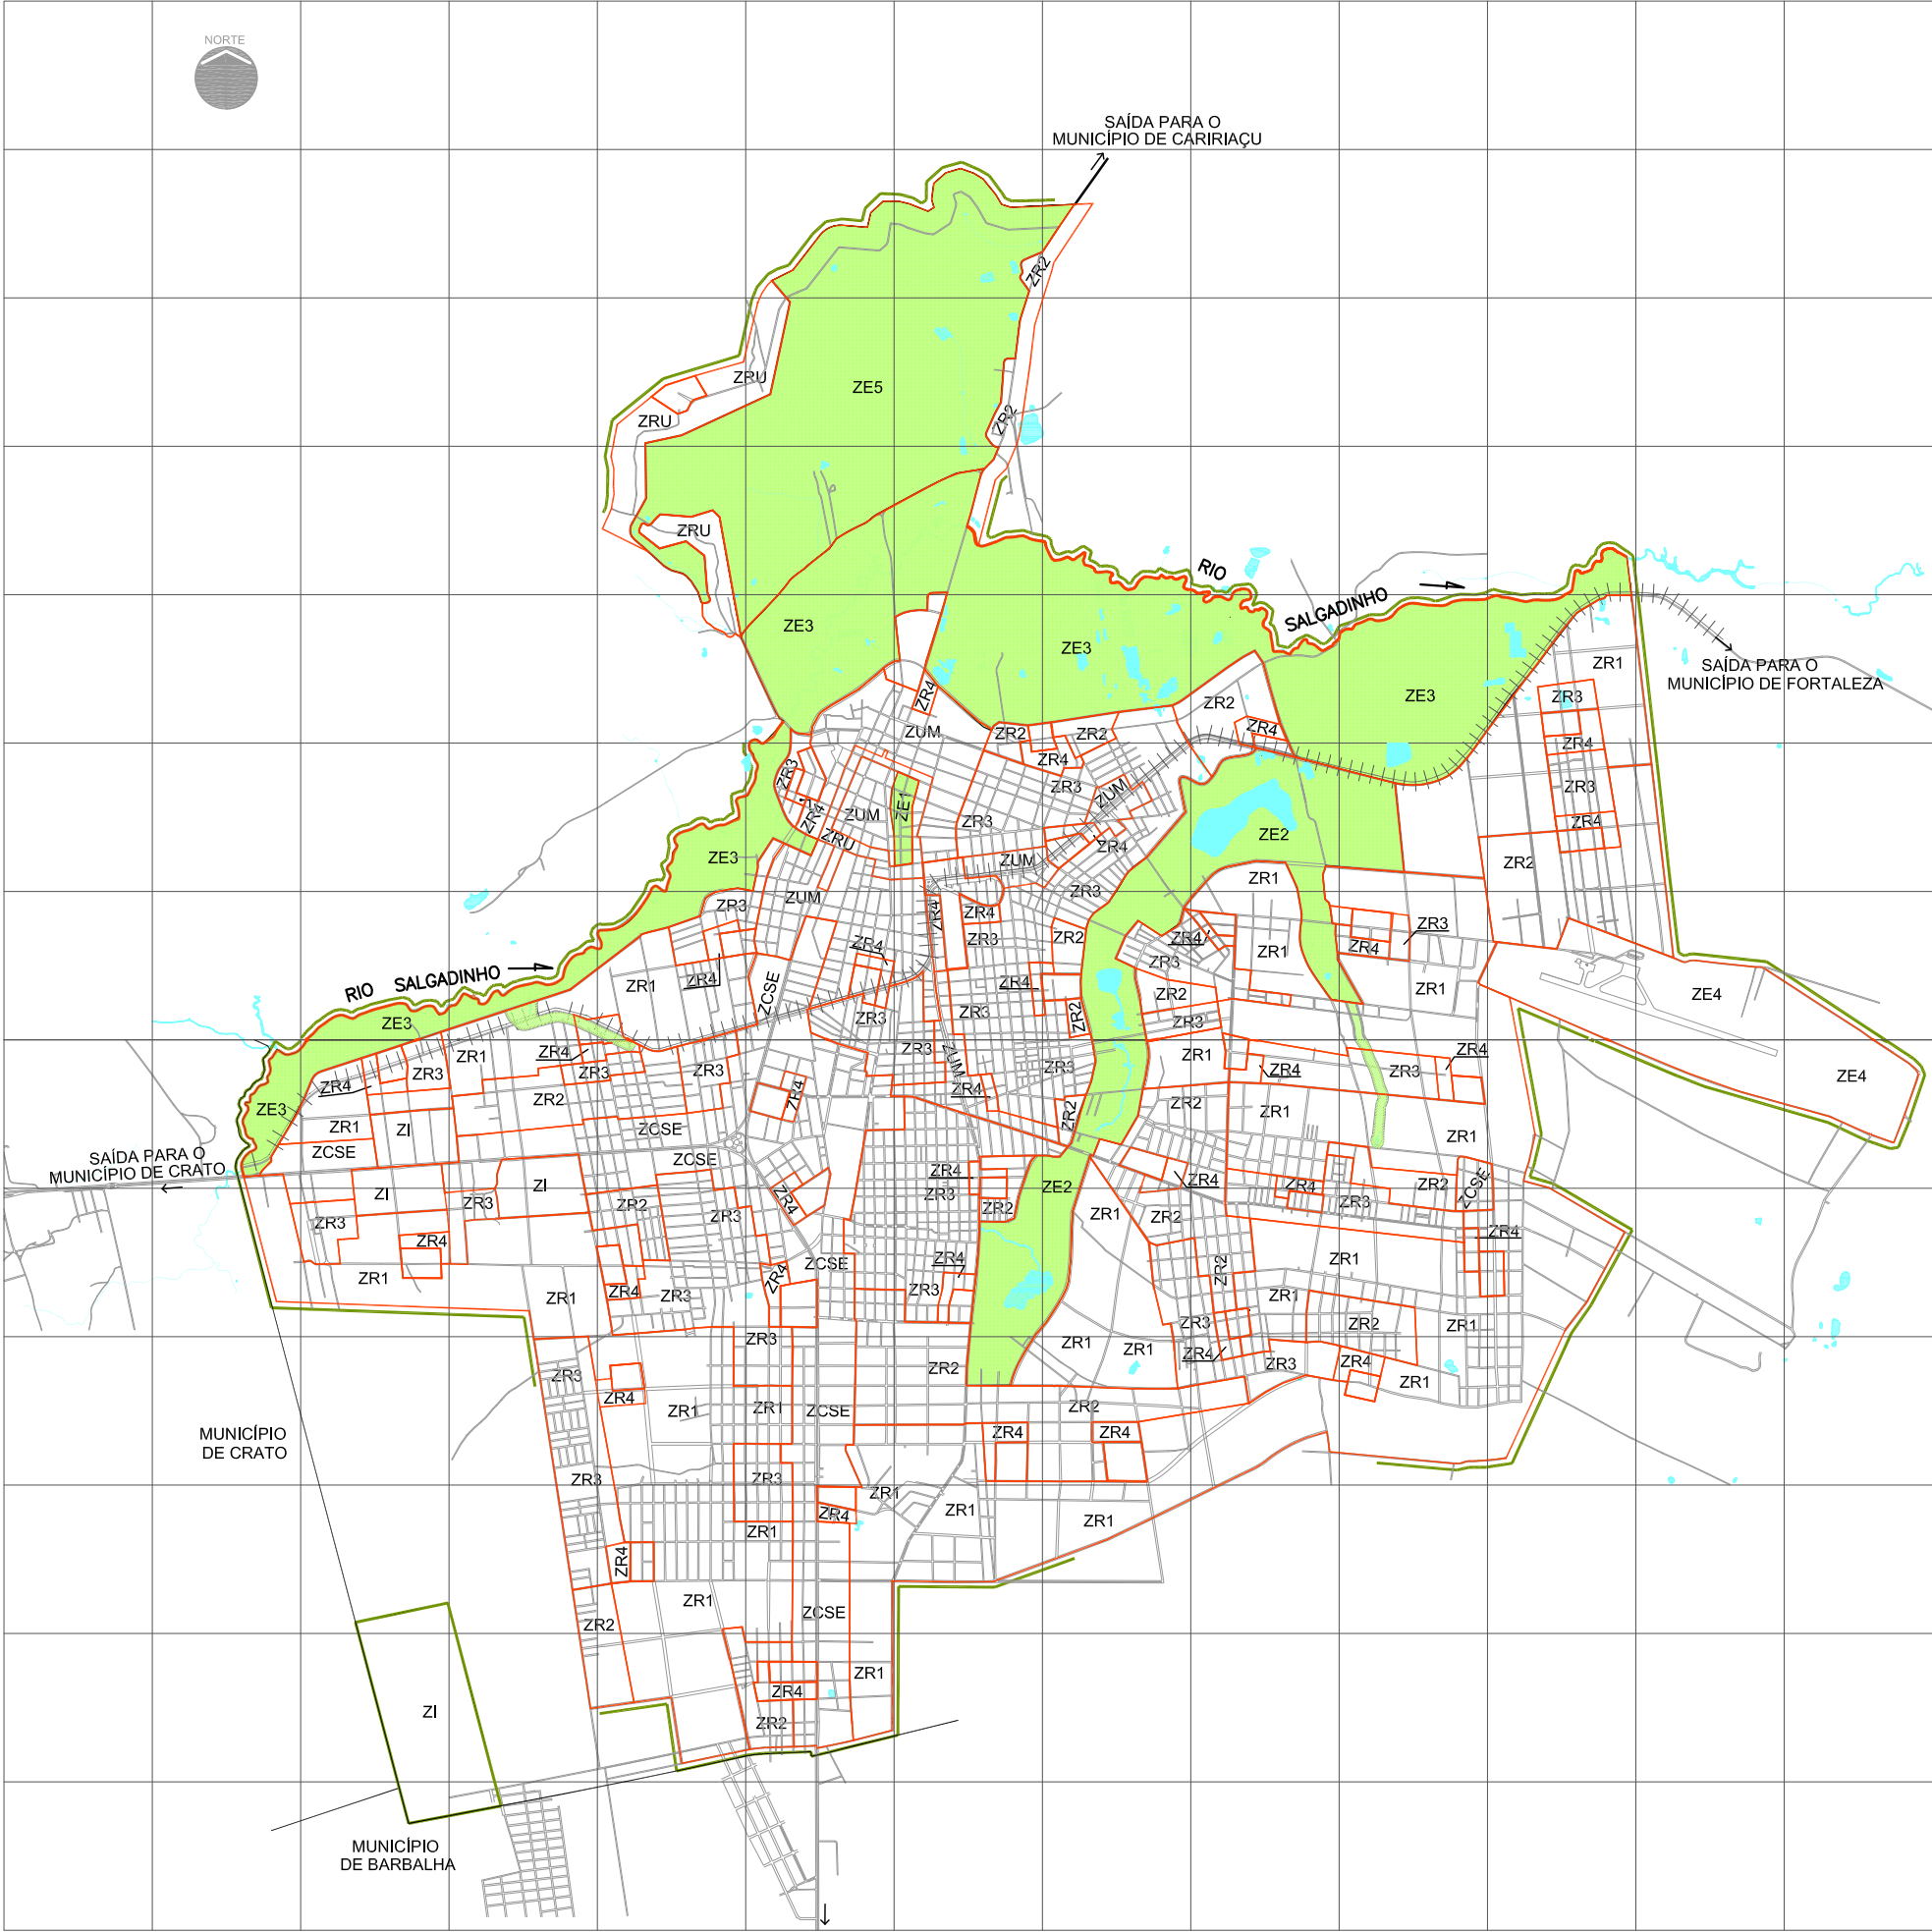 NORTE
SAÍDA PARA O
MUNICÍPIO DE CARIRIAÇU
ZR2
ZRU
ZE5
ZRU
ZR2
ZRU
RIO
SALGADINHO
ZE3
ZE3
ZR1
SAÍDA PARA O
MUNICÍPIO DE FORTALEZA
ZE3
ZR3
ZR4
ZR2
ZUM
ZR2
ZR2
ZR4
ZR4
ZR4
ZR3
ZR3
ZUM
ZR3
ZE1
ZR4
ZUM
ZR3
ZR4
ZRU
ZE2
ZR4
ZE3
ZUM
ZR2
ZR1
ZR3
ZUM
ZR3
ZR4
ZR4
ZR2
ZR3
ZR4
ZR3
ZR4
ZR4
ZR1
ZR3
RIO SALGADINHO
ZR1
ZR4
ZCSE
ZR4
ZR2
ZR1
ZE4
ZE3
ZR3
ZR3
ZR2
ZR3
ZR4
ZR3
ZR1
ZR3
ZUM
ZR1
ZR4
ZR4
ZR3
ZR3
ZR3
ZR3
ZR4
ZR3
ZE4
ZR4
ZR2
ZR4
ZR4
ZE3
ZR2
ZR2
ZR1
ZR1
ZI
ZCSE
ZR1
ZCSE
SAÍDA PARA O
MUNICÍPIO DE CRATO
ZCSE
ZR4
ZR4
ZE2
ZR4
ZR2
ZCSE
ZI
ZI
ZR3
ZR2
ZR4
ZR3
ZR2
ZR3
ZR3
ZR3
ZR1
ZR2
ZR4
ZR4
ZCSE
ZR4
ZR2
ZR1
ZR1
ZR4
ZR4
ZR3
ZR3
ZR1
ZR1
ZR3
ZR2
ZR1
ZR3
ZR2
ZR1
ZR1
ZR4
ZR3
ZR4
ZR3
ZR1
ZR4
ZR1
ZR1
ZCSE
ZR2
MUNICÍPIO
DE CRATO
ZR4
ZR4
ZR3
ZR3
ZR1
ZR4
ZR1
ZR1
ZR1
ZR4
ZR1
ZCSE
ZR2
ZR1
ZR4
ZI
ZR2
MUNICÍPIO
DE BARBALHA